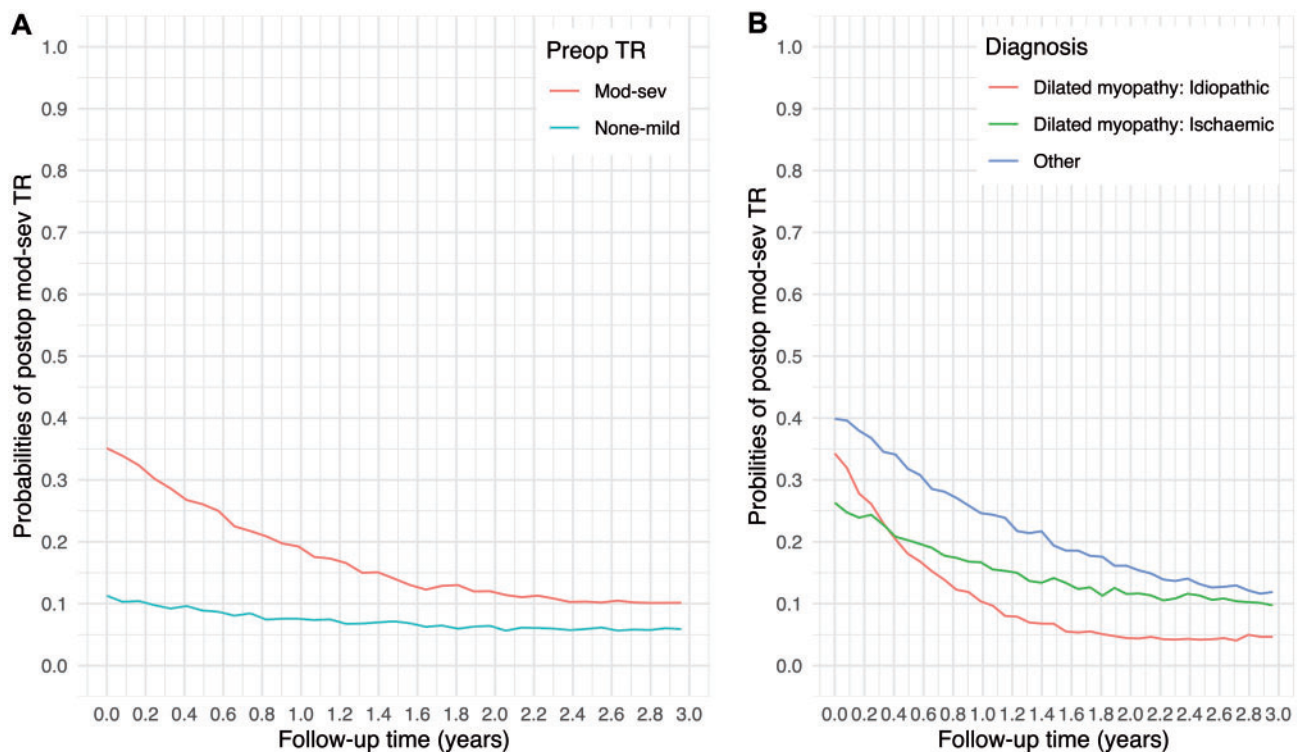 A
Preop TR
Mod-sev
None-mild
Probabilities of postop mod-sev TR
1.0
0.9
0.8
0.7
0.6
0.5
0.4
0.3
0.2
0.1
0.0
0.0 0.2 0.4 0.6 0.8 1.0 1.2 1.4 1.6 1.8 2.0 2.2 2.4 2.6 2.8 3.0
Follow-up time (years)
B
Diagnosis
Dilated myopathy: Idiopathic
Dilated myopathy: Ischaemic
Other
Probilities of postop mod-sev TR
1.0
0.9
0.8
0.7
0.6
0.5
0.4
0.3
0.2
0.1
0.0
0.0 0.2 0.4 0.6 0.8 1.0 1.2 1.4 1.6 1.8 2.0 2.2 2.4 2.6 2.8 3.0
Follow-up time (years)